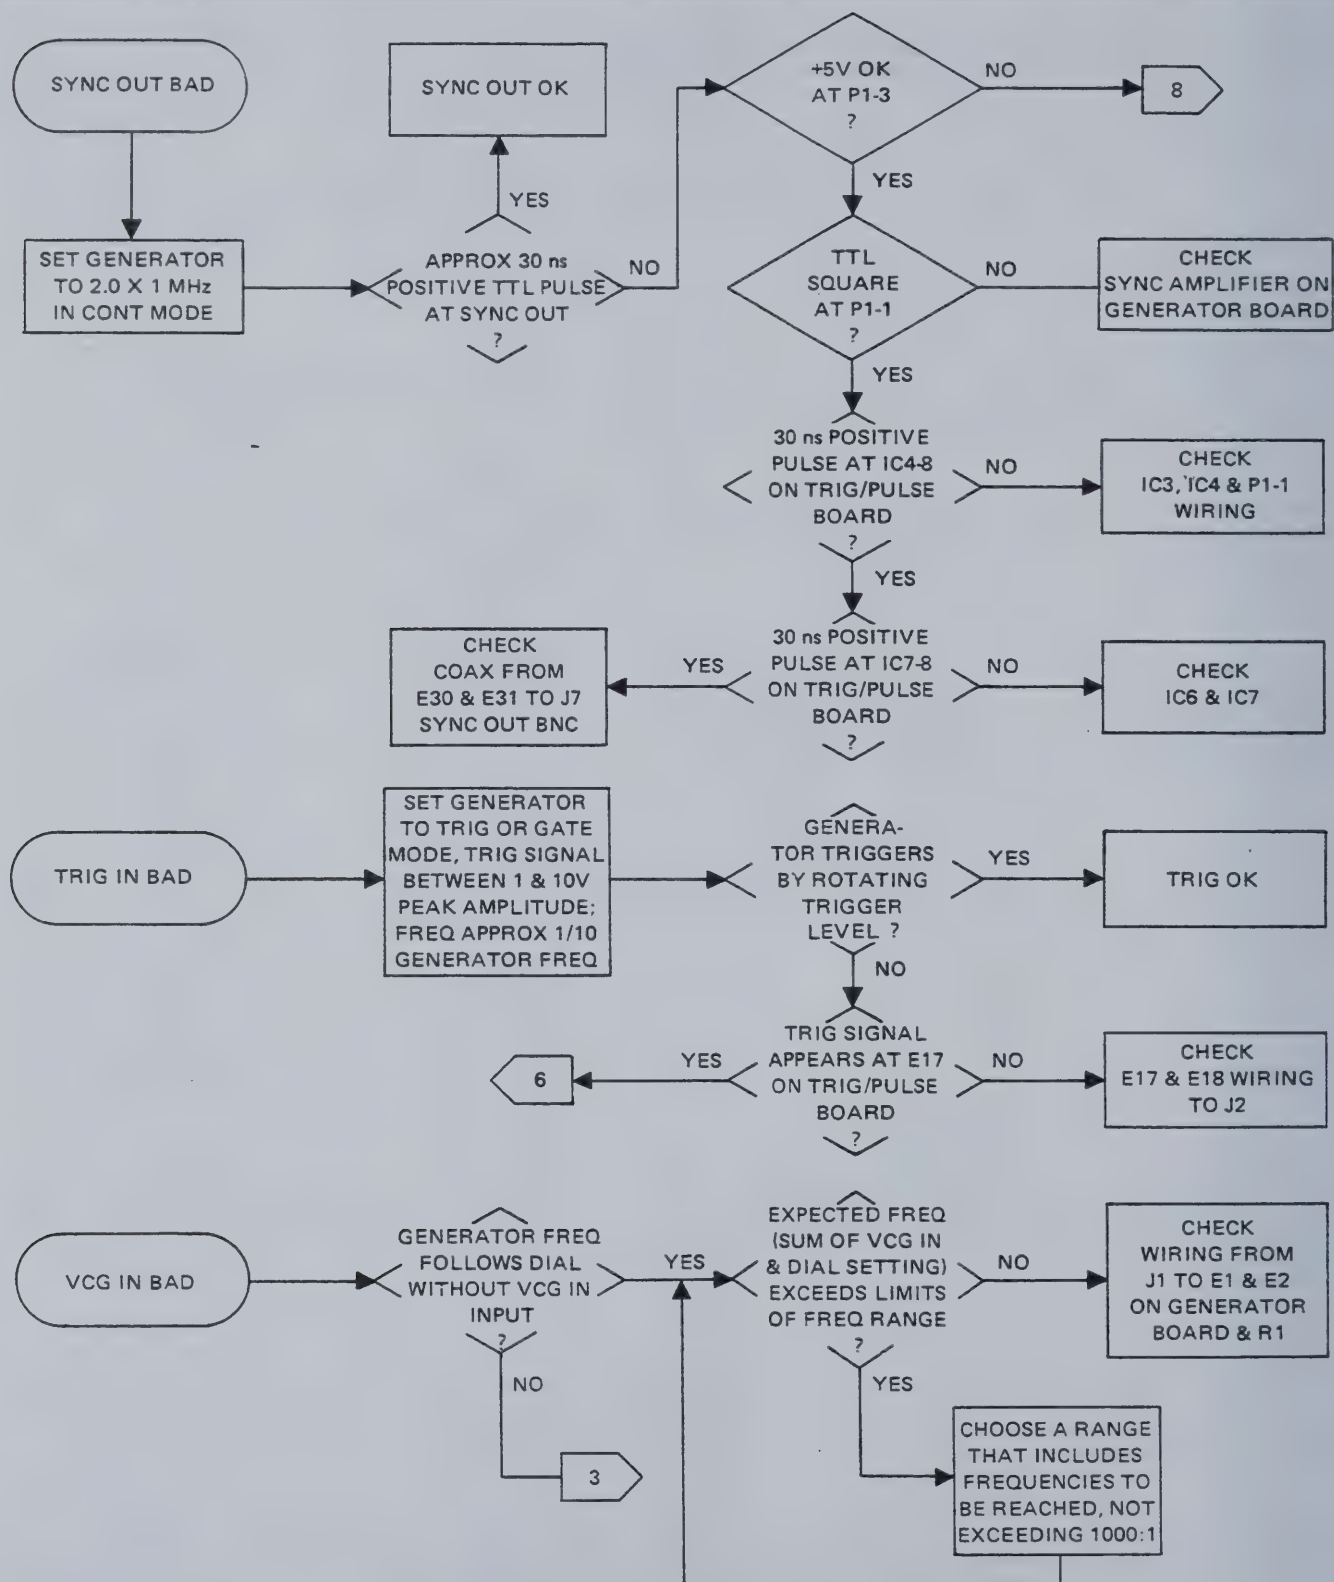 SYNC OUT BAD
SET GENERATOR
TO 2.0 X 1 MHz
IN CONT MODE
SYNC OUT OK
YES
APPROX 30 ns
POSITIVE TTL PULSE
AT SYNC OUT
?
NO
+5V OK
AT P1-3
?
NO
8
YES
TTL
SQUARE
AT P1-1
?
NO
CHECK
SYNC AMPLIFIER ON
GENERATOR BOARD
YES
30 ns POSITIVE
PULSE AT IC4-8
ON TRIG/PULSE
BOARD
?
NO
CHECK
IC3, IC4 & P1-1
WIRING
YES
30 ns POSITIVE
PULSE AT IC7-8
ON TRIG/PULSE
BOARD
?
YES
CHECK
COAX FROM
E30 & E31 TO J7
SYNC OUT BNC
NO
CHECK
IC6 & IC7
TRIG IN BAD
SET GENERATOR
TO TRIG OR GATE
MODE, TRIG SIGNAL
BETWEEN 1 & 10V
PEAK AMPLITUDE;
FREQ APPROX 1/10
GENERATOR FREQ
GENERA-
TOR TRIGGERS
BY ROTATING
TRIGGER
LEVEL ?
YES
TRIG OK
NO
TRIG SIGNAL
APPEARS AT E17
ON TRIG/PULSE
BOARD
?
YES
6
NO
CHECK
E17 & E18 WIRING
TO J2
VCG IN BAD
GENERATOR FREQ
FOLLOWS DIAL
WITHOUT VCG IN
INPUT
?
YES
NO
3
EXPECTED FREQ
(SUM OF VCG IN
& DIAL SETTING)
EXCEEDS LIMITS
OF FREQ RANGE
?
NO
CHECK
WIRING FROM
J1 TO E1 & E2
ON GENERATOR
BOARD & R1
YES
CHOOSE A RANGE
THAT INCLUDES
FREQUENCIES TO
BE REACHED, NOT
EXCEEDING 1000:1